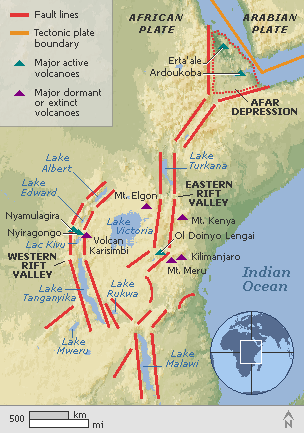 Fault lines
Tectonic plate
boundary
Major active
volcanoes
Major dormant
or extinct
volcanoes
AFRICAN
PLATE
ARABIAN
PLATE
Erta'ale
Ardoukoba
AFAR
DEPRESSION
Lake
Albert
Lake
Turkana
Lake
Edward
Mt. Elgon
EASTERN
RIFT
VALLEY
Nyamulagira
Lake
Victoria
Mt. Kenya
Nyiragongo
Ol Doinyo Lengai
Lac Kivu
Volcan
Karisimbi
Kilimanjaro
WESTERN
RIFT
VALLEY
Mt. Meru
Indian
Ocean
Lake
Tanganyika
Lake
Rukwa
Lake
Mweru
Lake
Malawi
500
km
mi
N